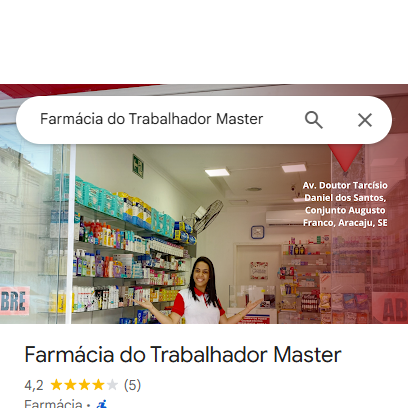 Farmácia do Trabalhador Master
Av. Doutor Tarcísio
Daniel dos Santos,
Conjunto Augusto
Franco, Aracaju, SE
BRE
Farmácia do Trabalhador Master
4,2 (5)
Farmácia ·